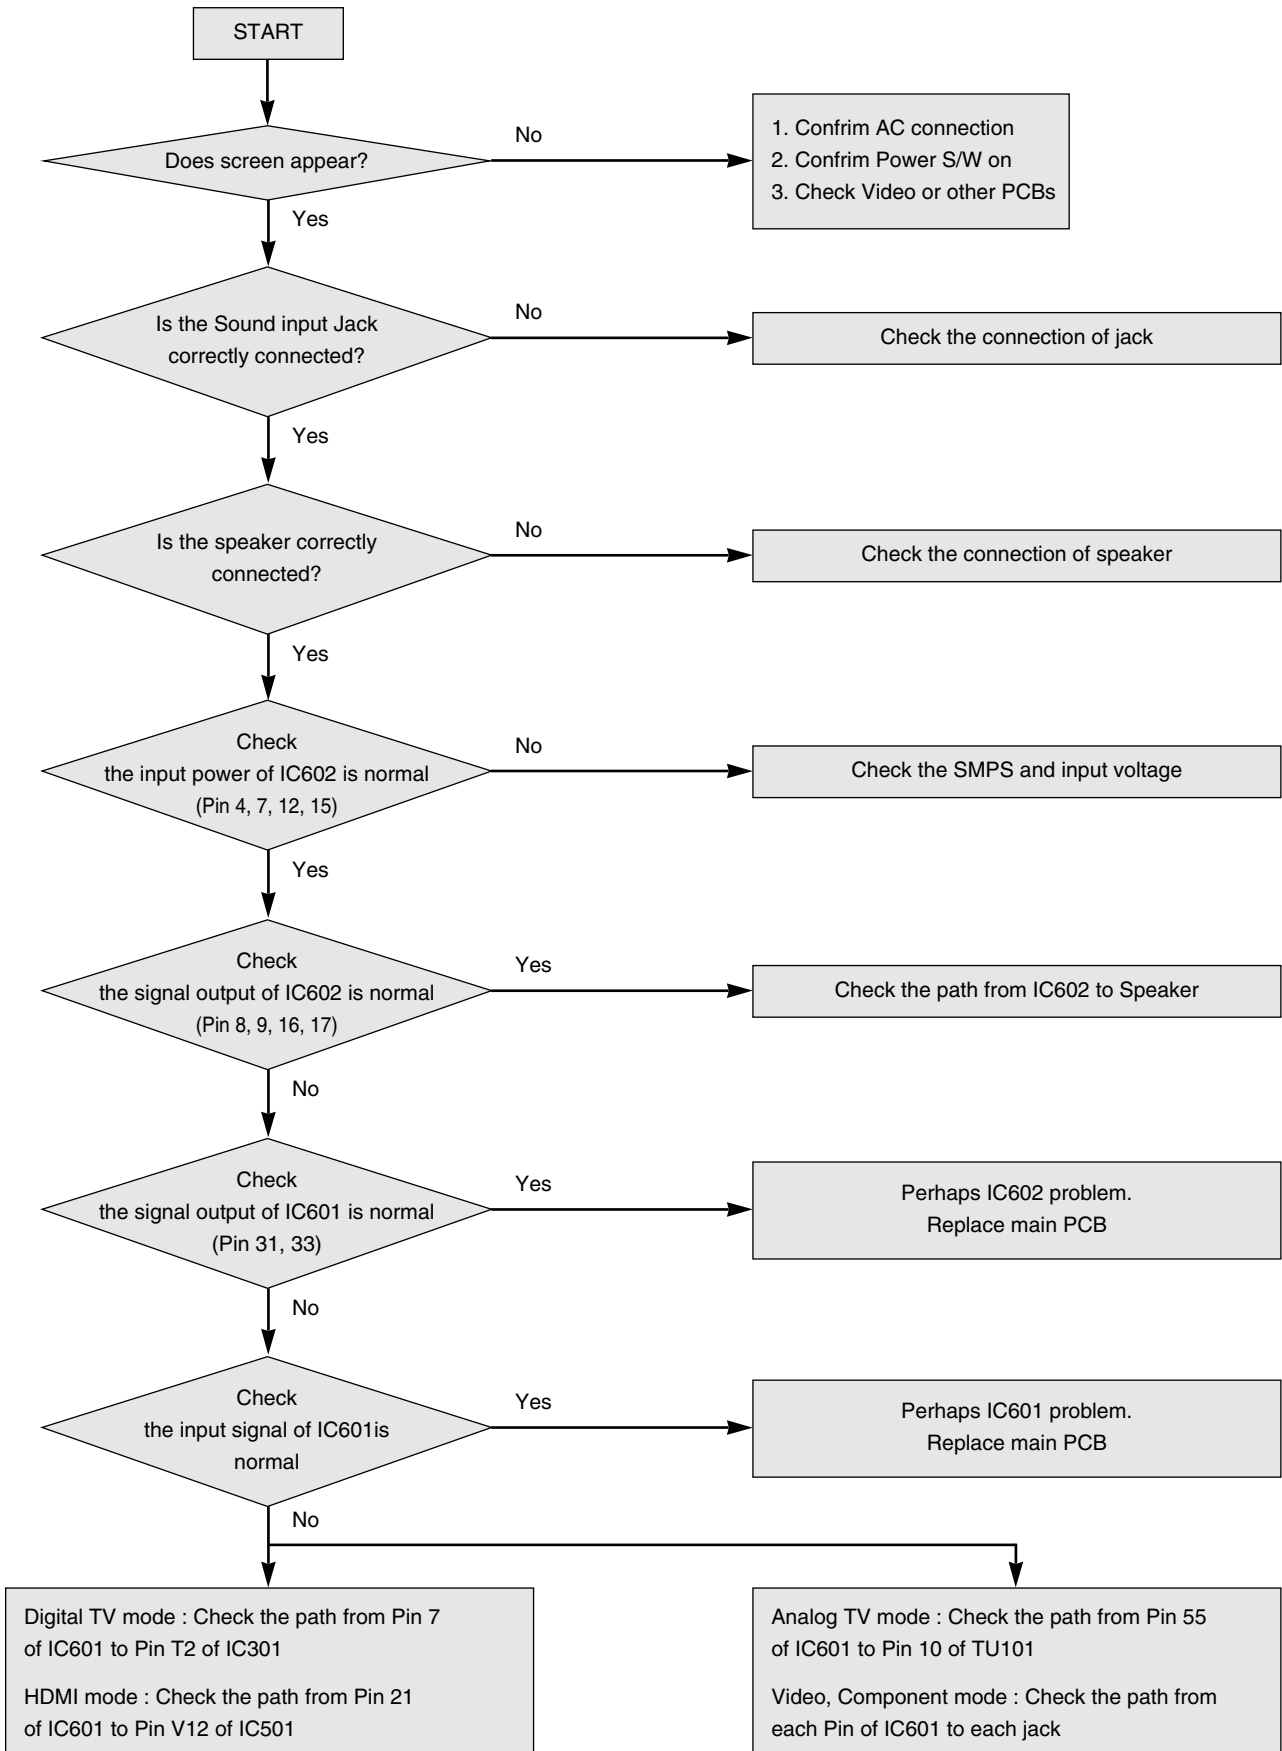 START
Does screen appear?
No
1. Confrim AC connection
2. Confrim Power S/W on
3. Check Video or other PCBs
Yes
Is the Sound input Jack
correctly connected?
No
Check the connection of jack
Yes
Is the speaker correctly
connected?
No
Check the connection of speaker
Yes
Check
the input power of IC602 is normal
(Pin 4, 7, 12, 15)
No
Check the SMPS and input voltage
Yes
Check
the signal output of IC602 is normal
(Pin 8, 9, 16, 17)
Yes
Check the path from IC602 to Speaker
No
Check
the signal output of IC601 is normal
(Pin 31, 33)
Yes
Perhaps IC602 problem.
Replace main PCB
No
Check
the input signal of IC601is
normal
Yes
Perhaps IC601 problem.
Replace main PCB
No
Digital TV mode : Check the path from Pin 7
of IC601 to Pin T2 of IC301
HDMI mode : Check the path from Pin 21
of IC601 to Pin V12 of IC501
Analog TV mode : Check the path from Pin 55
of IC601 to Pin 10 of TU101
Video, Component mode : Check the path from
each Pin of IC601 to each jack